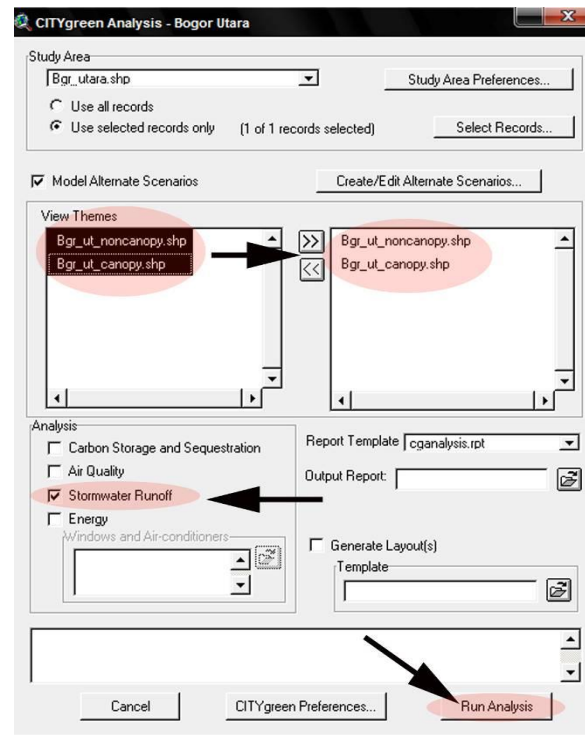 CITYgreen Analysis - Bogor Utara
Study Area
Bgr_utara.shp
Study Area Preferences...
Use all records
Use selected records only (1 of 1 records selected)
Select Records...
Model Alternate Scenarios
Create/Edit Alternate Scenarios...
View Themes
Bgr_ut_noncanopy.shp
Bgr_ut_canopy.shp
>>
<<
Bgr_ut_noncanopy.shp
Bgr_ut_canopy.shp
Analysis
Carbon Storage and Sequestration
Air Quality
Stormwater Runoff
Energy
Windows and Air-conditioners
Report Template cganalysis.rpt
Output Report:
Generate Layout(s)
Template
Cancel
CITYgreen Preferences...
Run Analysis